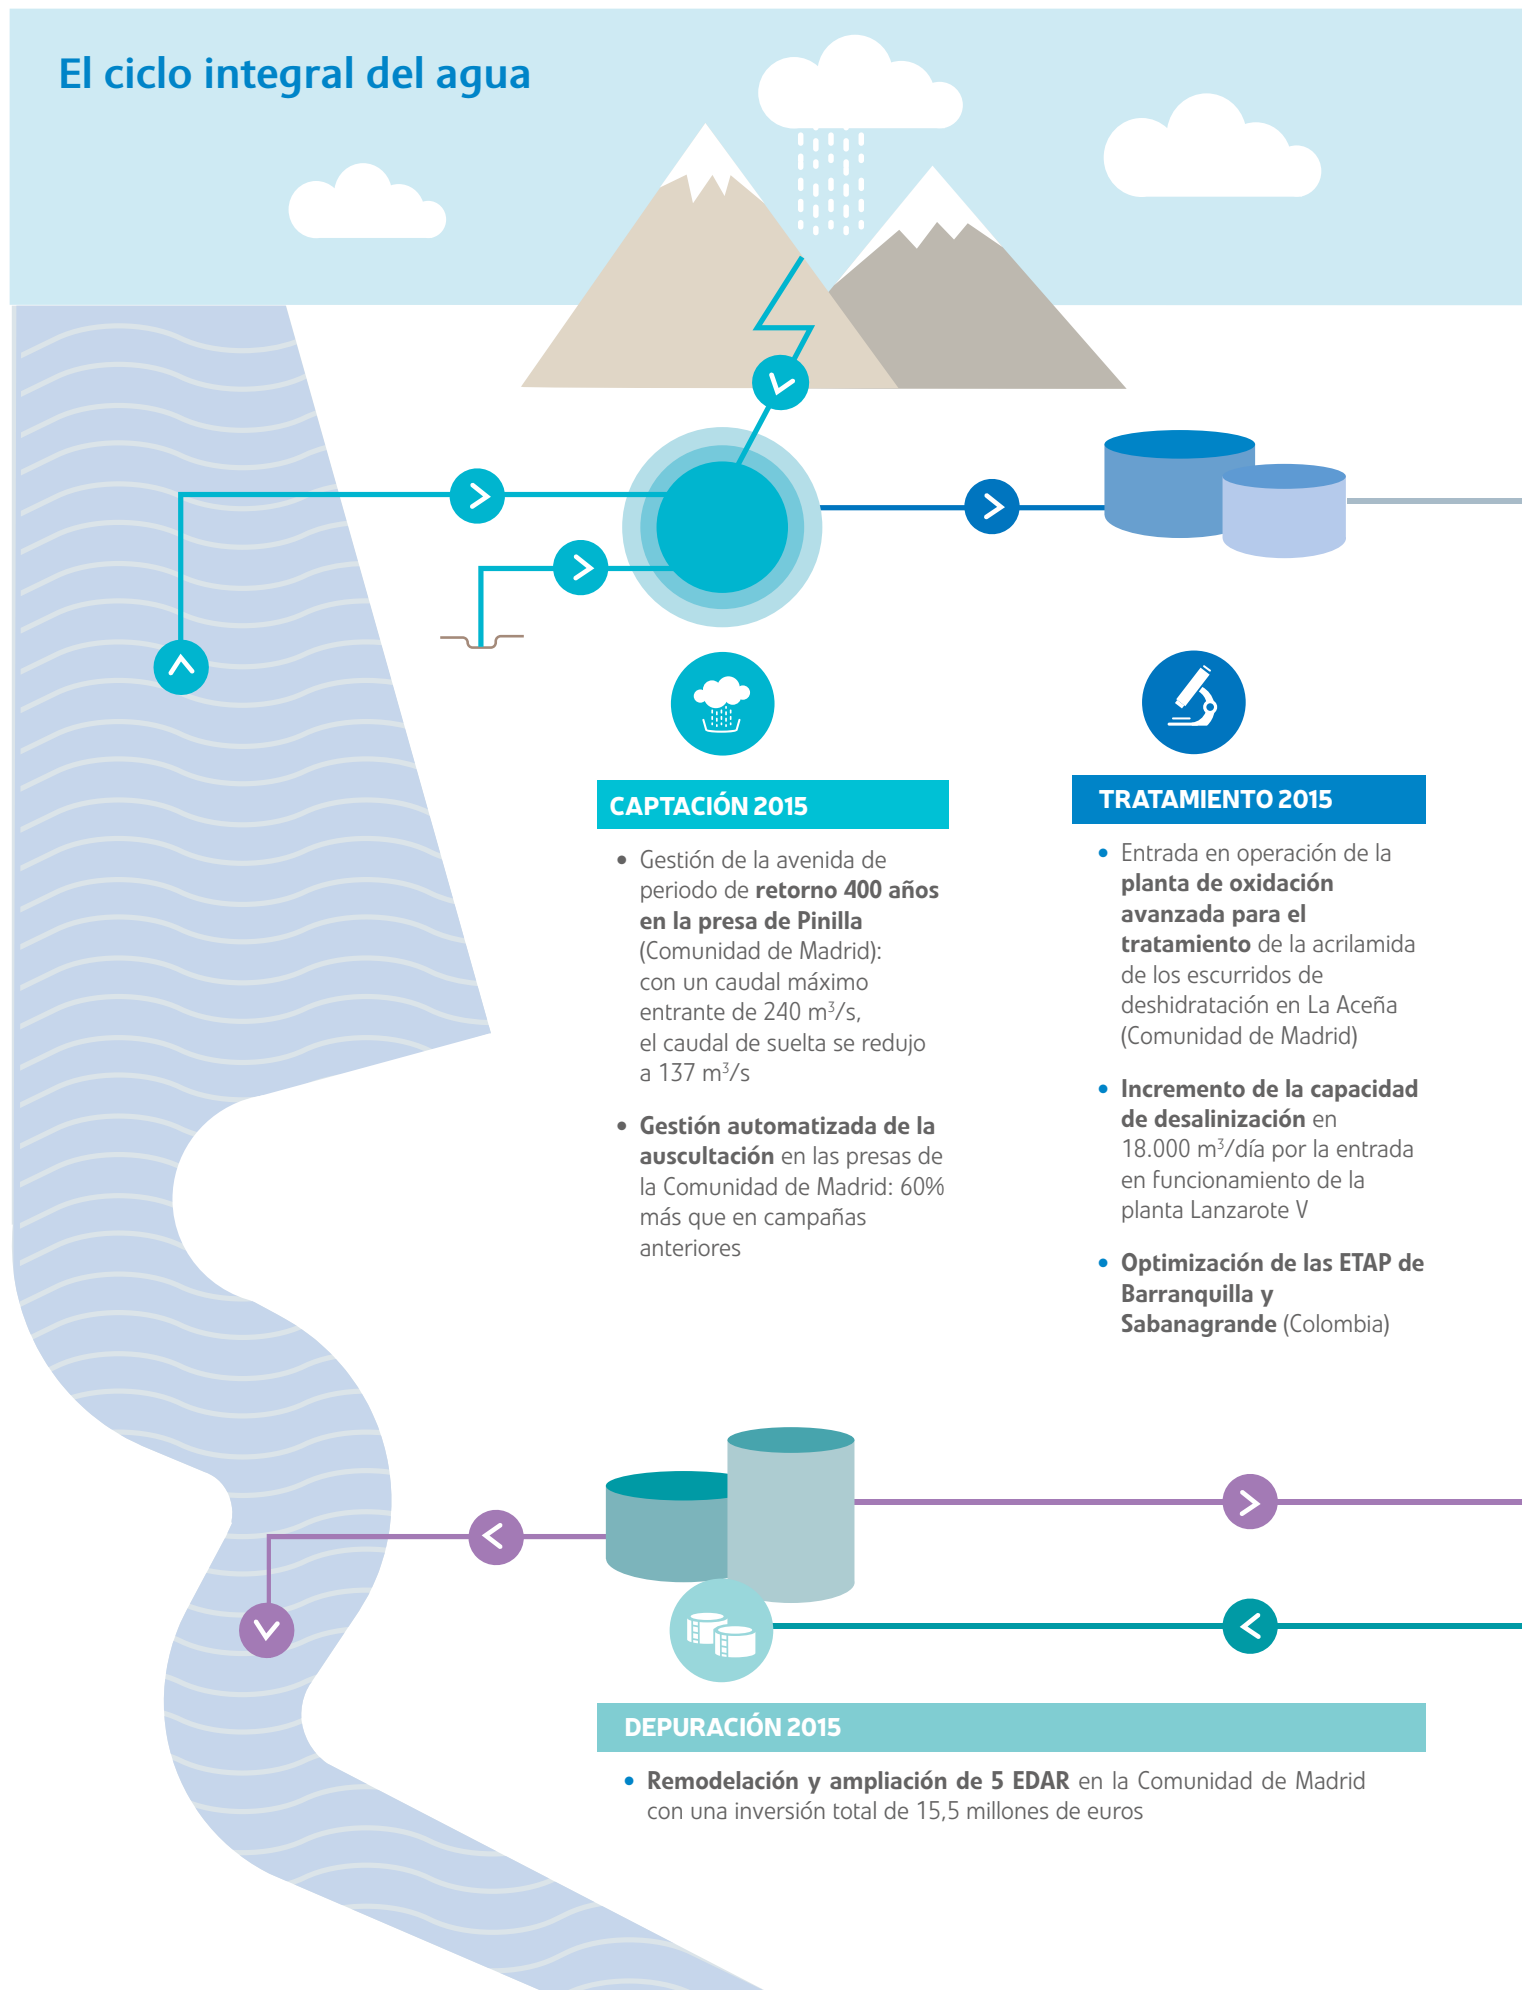 El ciclo integral del agua
CAPTACIÓN 2015
• Gestión de la avenida de
periodo de retorno 400 años
en la presa de Pinilla
(Comunidad de Madrid):
con un caudal máximo
entrante de 240 m³/s,
el caudal de suelta se redujo
a 137 m³/s
• Gestión automatizada de la
auscultación en las presas de
la Comunidad de Madrid: 60%
más que en campañas
anteriores
TRATAMIENTO 2015
• Entrada en operación de la
planta de oxidación
avanzada para el
tratamiento de la acrilamida
de los escurridos de
deshidratación en La Aceña
(Comunidad de Madrid)
• Incremento de la capacidad
de desalinización en
18.000 m³/día por la entrada
en funcionamiento de la
planta Lanzarote V
• Optimización de las ETAP de
Barranquilla y
Sabanagrande (Colombia)
DEPURACIÓN 2015
• Remodelación y ampliación de 5 EDAR en la Comunidad de Madrid
con una inversión total de 15,5 millones de euros